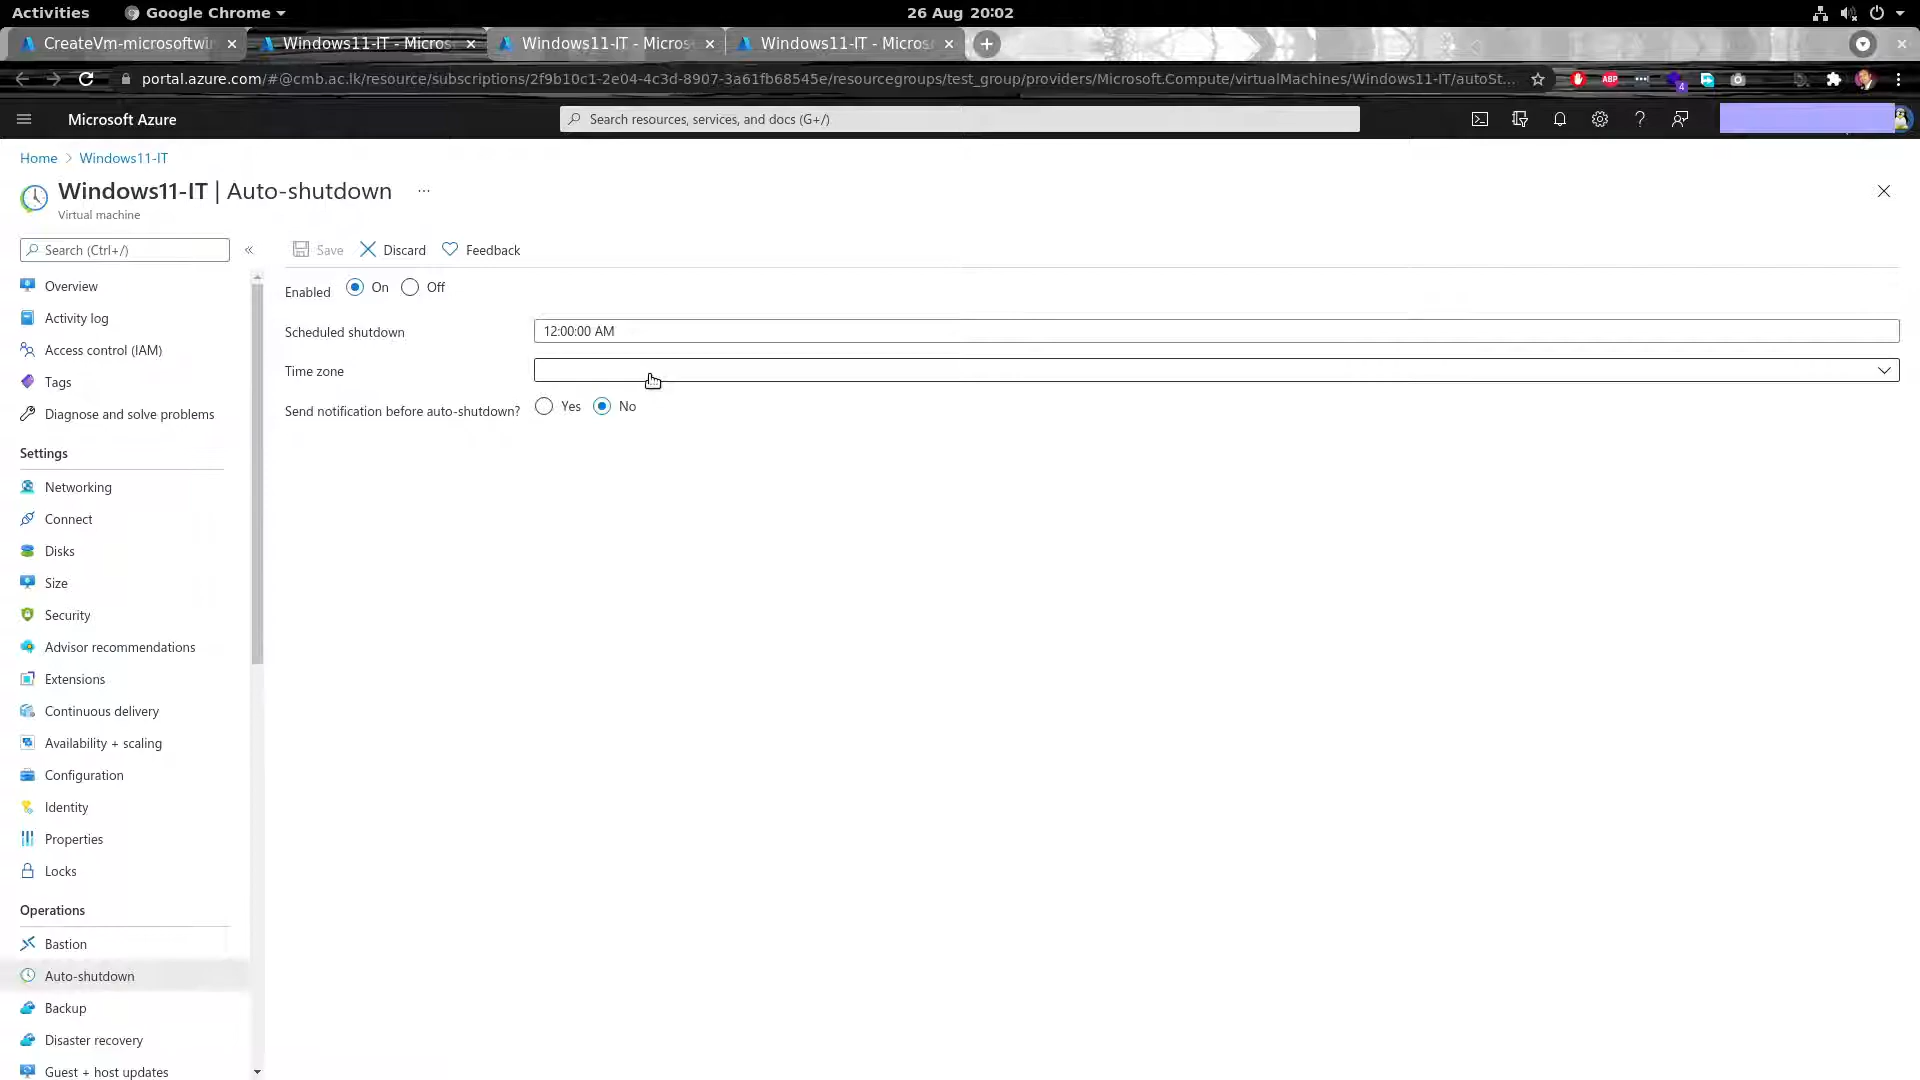 Activities Google Chrome 26 Aug 20:02
CreateVm-microsoftwin Windows11-IT - Micros Windows11-IT - Micros Windows11-IT - Micros
portal.azure.com/#@cmb.ac.lk/resource/subscriptions/2f9b10c1-2e04-4c3d-8907-3a61fb68545e/resourcegroups/test_group/providers/Microsoft.Compute/virtualMachines/Windows11-IT/autoSt... ABP 4
Microsoft Azure Search resources, services, and docs (G+/)
Home > Windows11-IT
Windows11-IT | Auto-shutdown ...
Virtual machine
Search (Ctrl+/) «
Save Discard Feedback
Overview
Activity log
Access control (IAM)
Tags
Diagnose and solve problems
Settings
Networking
Connect
Disks
Size
Security
Advisor recommendations
Extensions
Continuous delivery
Availability + scaling
Configuration
Identity
Properties
Locks
Operations
Bastion
Auto-shutdown
Backup
Disaster recovery
Guest + host updates
Enabled On Off
Scheduled shutdown 12:00:00 AM
Time zone
Send notification before auto-shutdown? Yes No